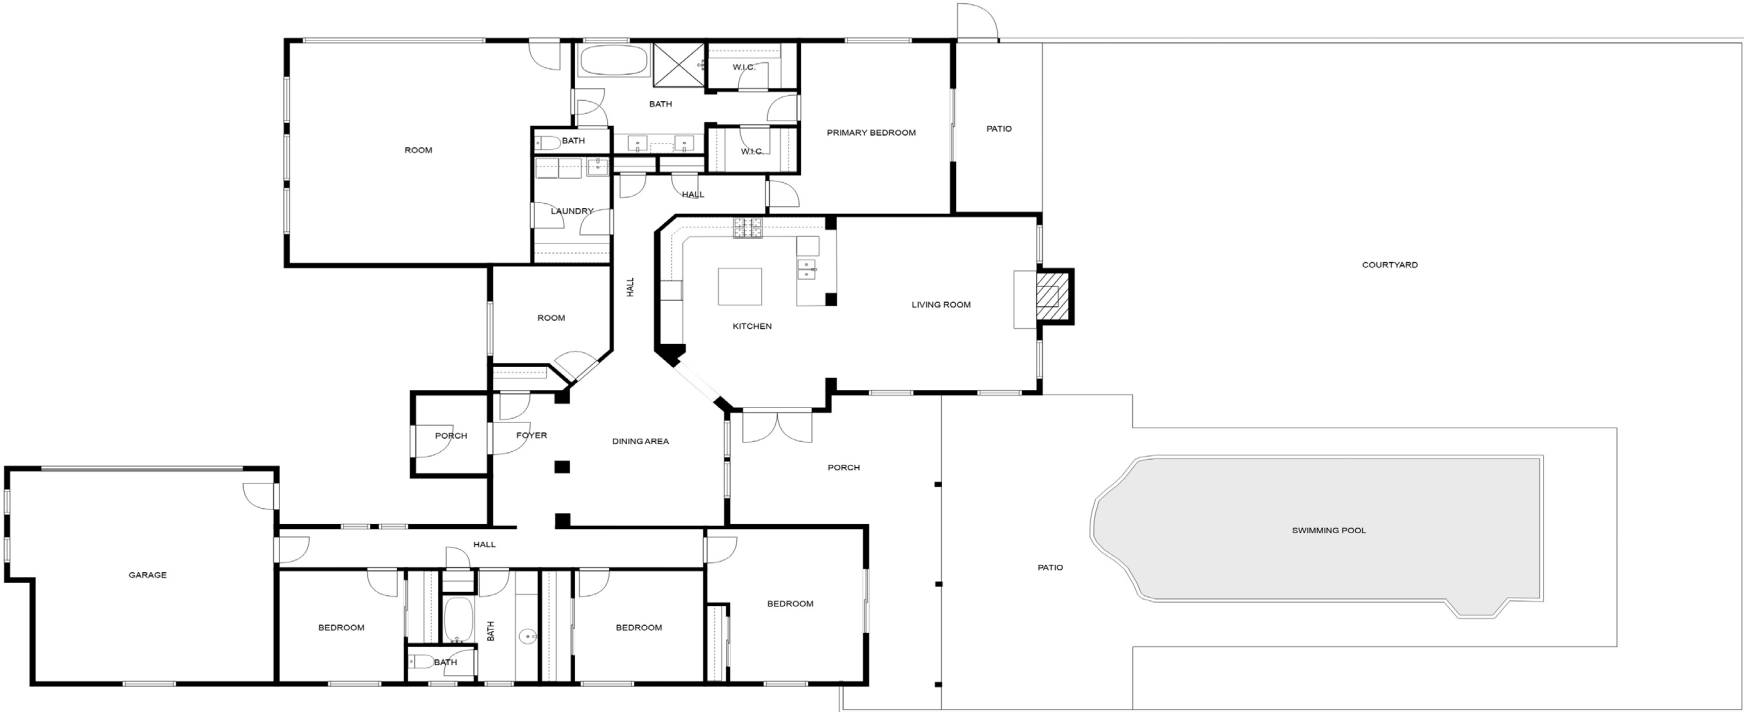 W.I.C.
BATH
PRIMARY BEDROOM
PATIO
BATH
ROOM
W.I.C.
HALL
LAUNDRY
COURTYARD
HALL
LIVING ROOM
ROOM
KITCHEN
PORCH
FOYER
DINING AREA
PORCH
SWIMMING POOL
HALL
PATIO
GARAGE
BEDROOM
BEDROOM
BATH
BEDROOM
BATH